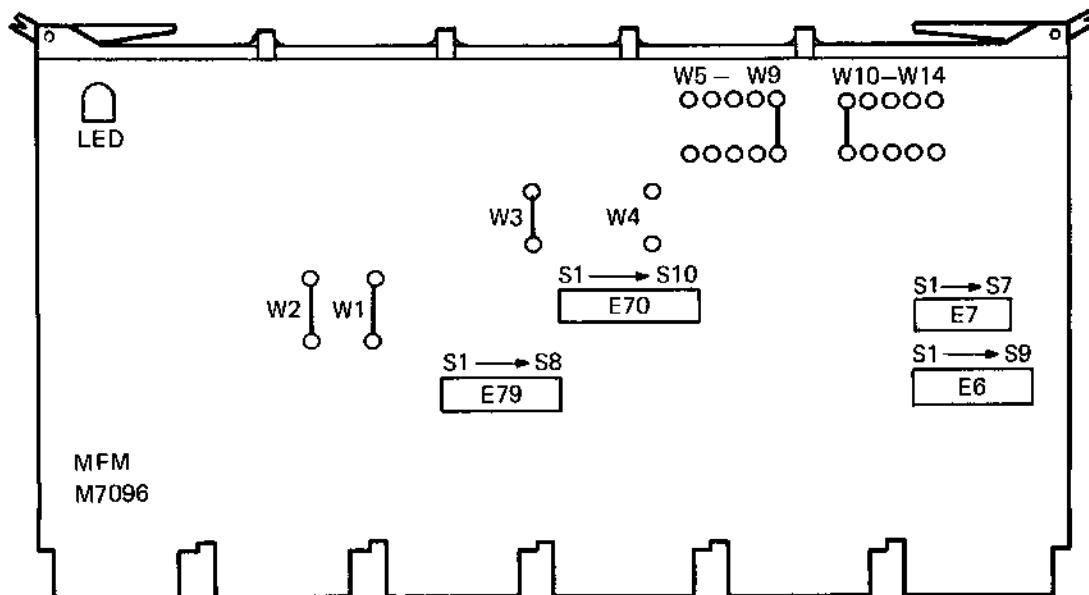 W5 – W9
W10–W14
LED
W3
W4
S1 → S10
E70
S1 → S7
E7
W2
W1
S1 → S8
E79
S1 → S9
E6
MFM
M7096